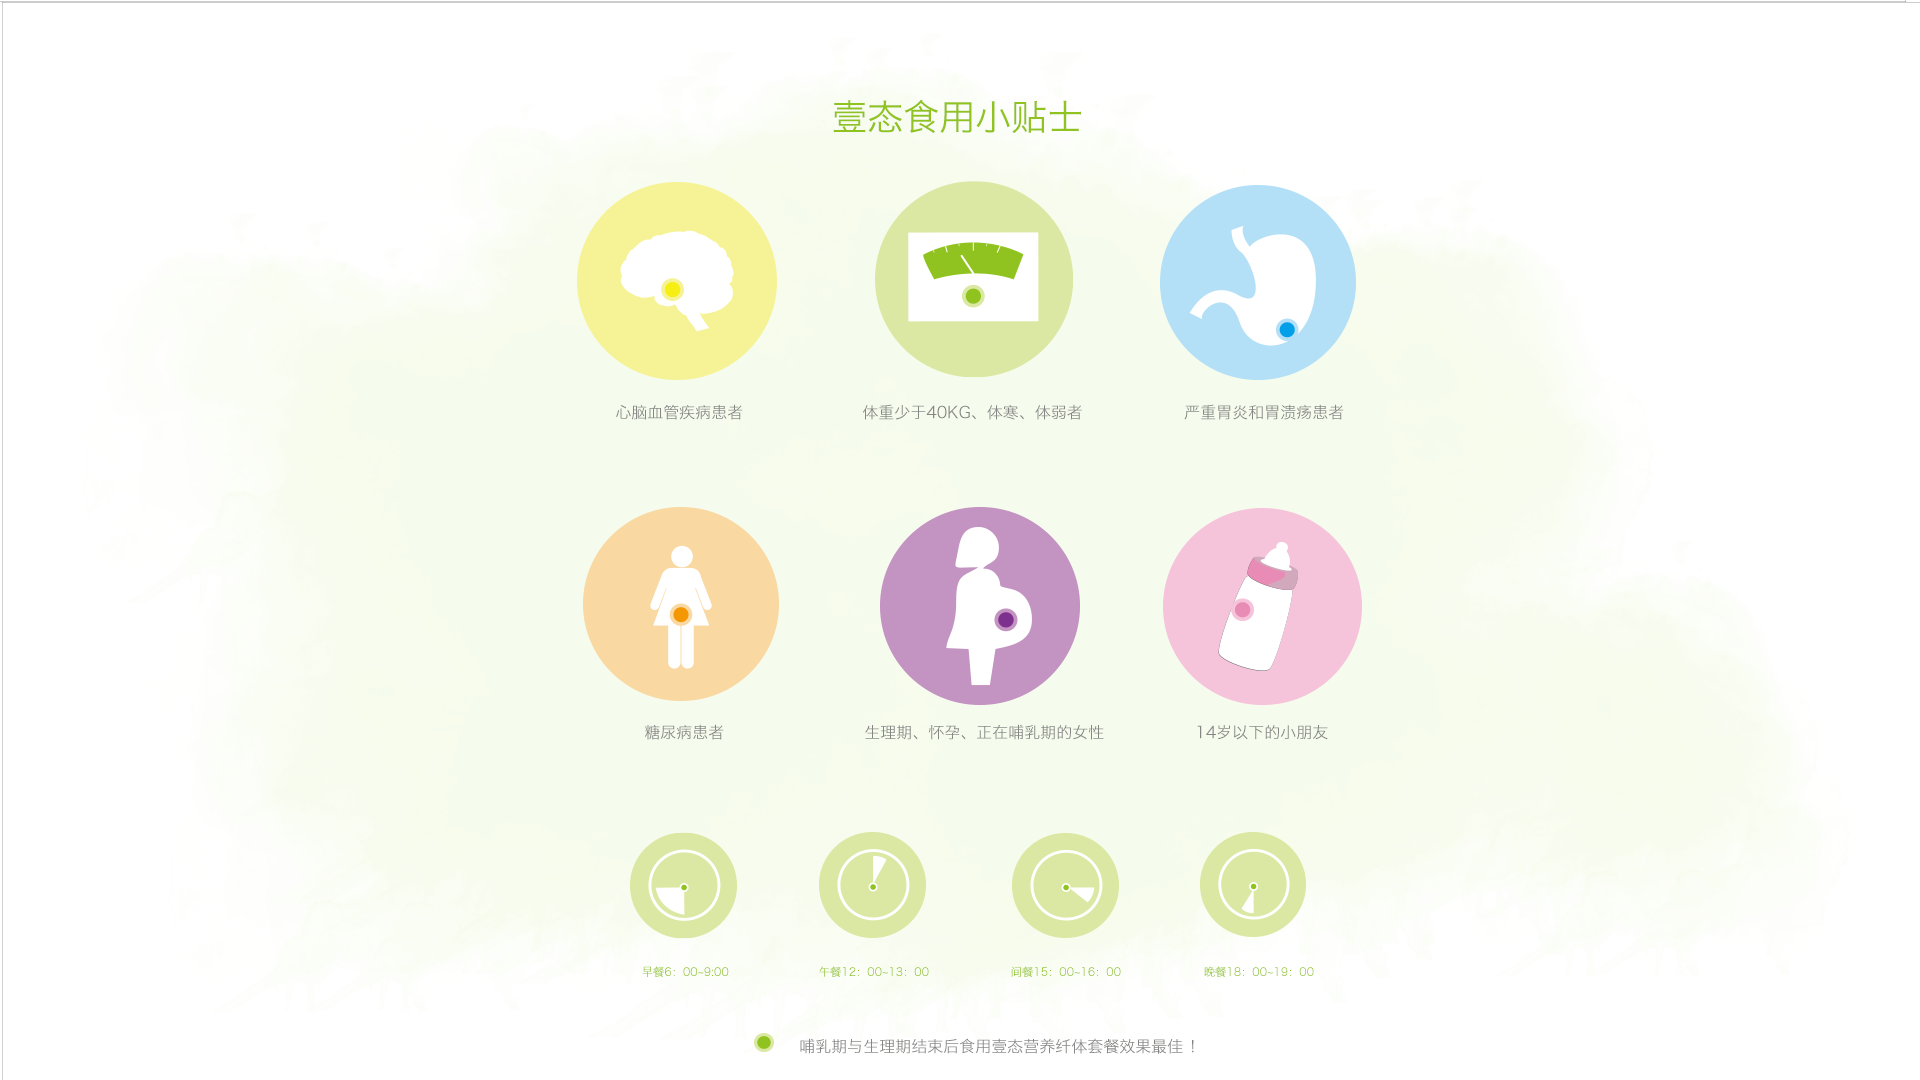 壹态食用小贴士
心脑血管疾病患者
体重少于40KG、体寒、体弱者
严重胃炎和胃溃疡患者
糖尿病患者
生理期、怀孕、正在哺乳期的女性
14岁以下的小朋友
早餐6：00~9:00
午餐12：00~13：00
间餐15：00~16：00
晚餐18：00~19：00
哺乳期与生理期结束后食用壹态营养纤体套餐效果最佳！